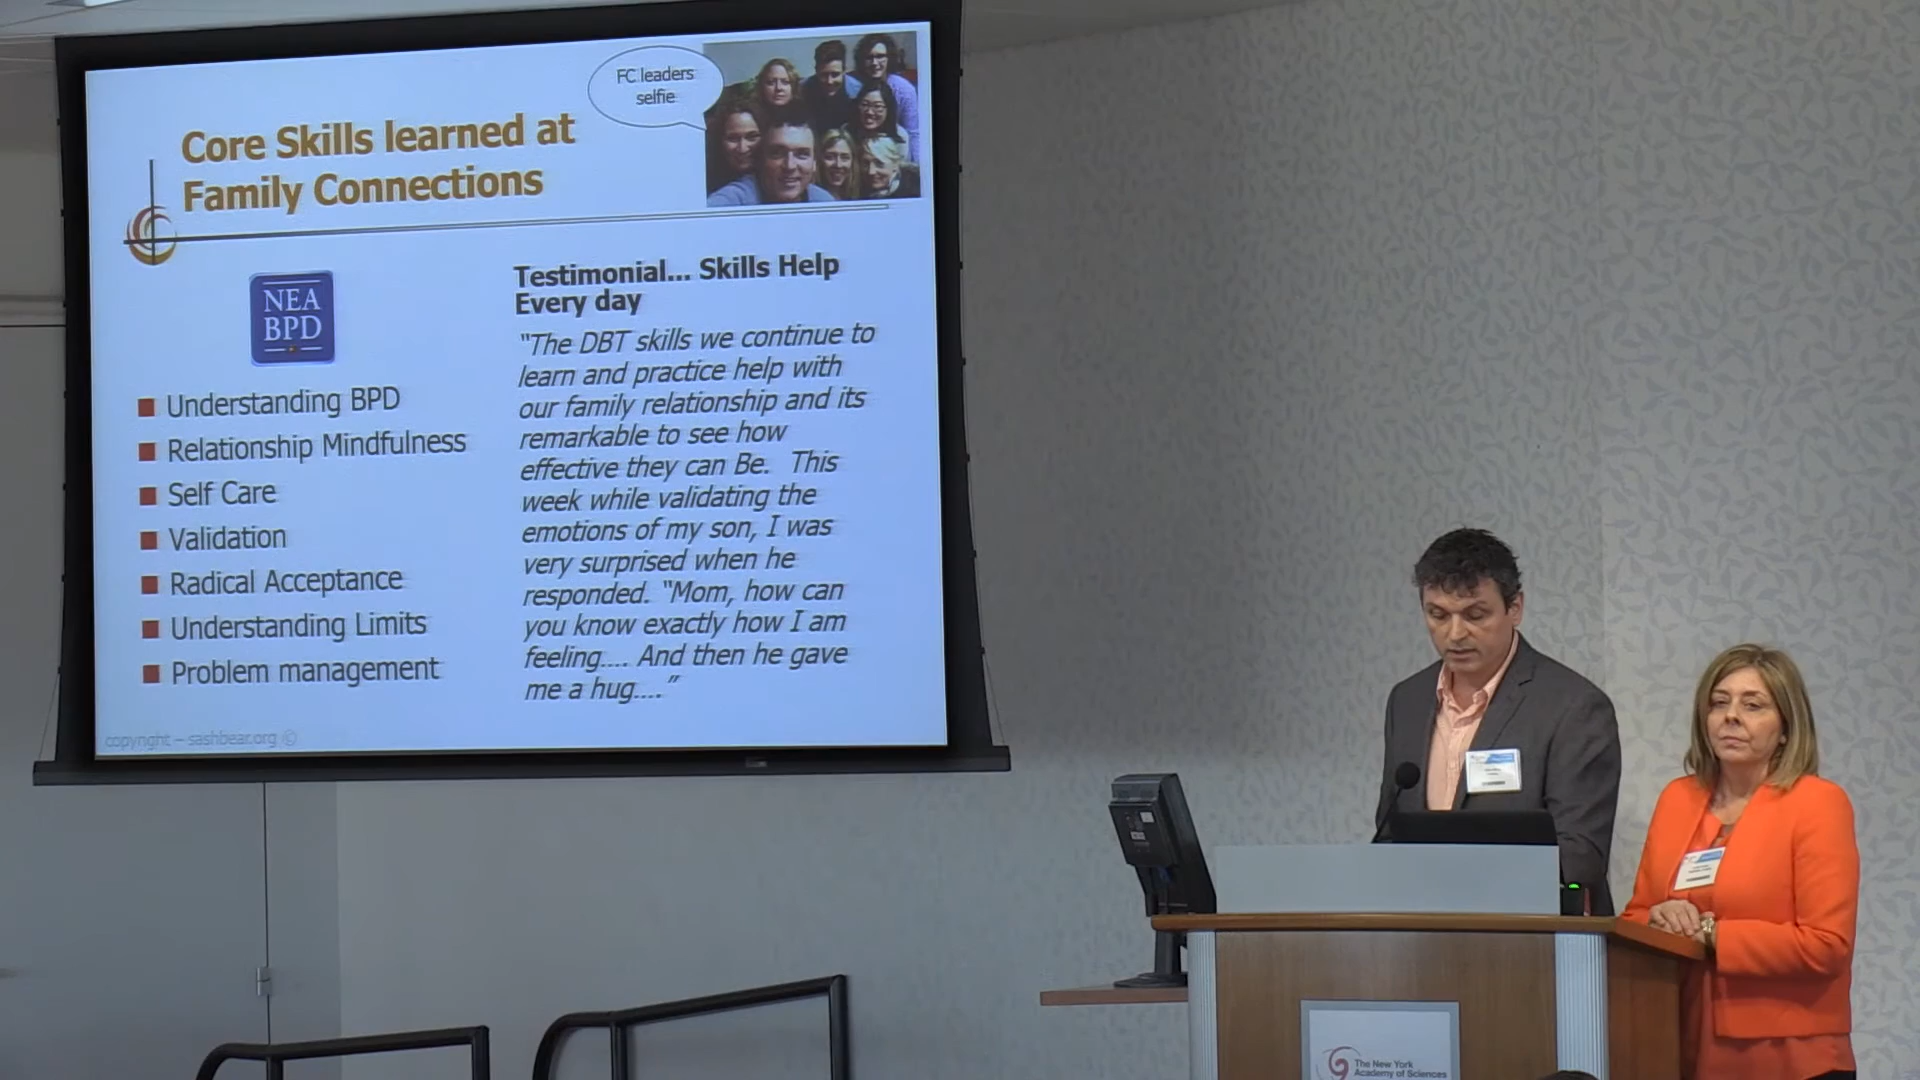 FC leaders
selfie
Core Skills learned at
Family Connections
NEA
BPD
■ Understanding BPD
■ Relationship Mindfulness
■ Self Care
■ Validation
■ Radical Acceptance
■ Understanding Limits
■ Problem management
Testimonial... Skills Help
Every day
"The DBT skills we continue to
learn and practice help with
our family relationship and its
remarkable to see how
effective they can Be.  This
week while validating the
emotions of my son, I was
very surprised when he
responded. "Mom, how can
you know exactly how I am
feeling.... And then he gave
me a hug...."
copyright – sashbear.org ©
The New York
Academy of Sciences